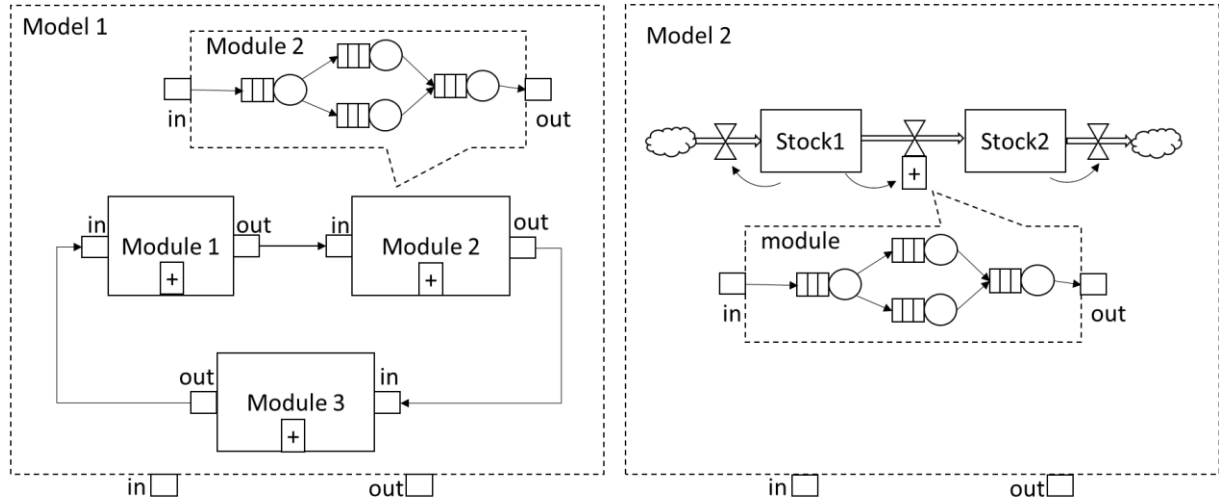 Model 1
Module 2
in
out
in
out
in
out
Module 1
Module 2
+
+
out
in
Module 3
+
in
out
Model 2
Stock1
Stock2
+
module
in
out
in
out